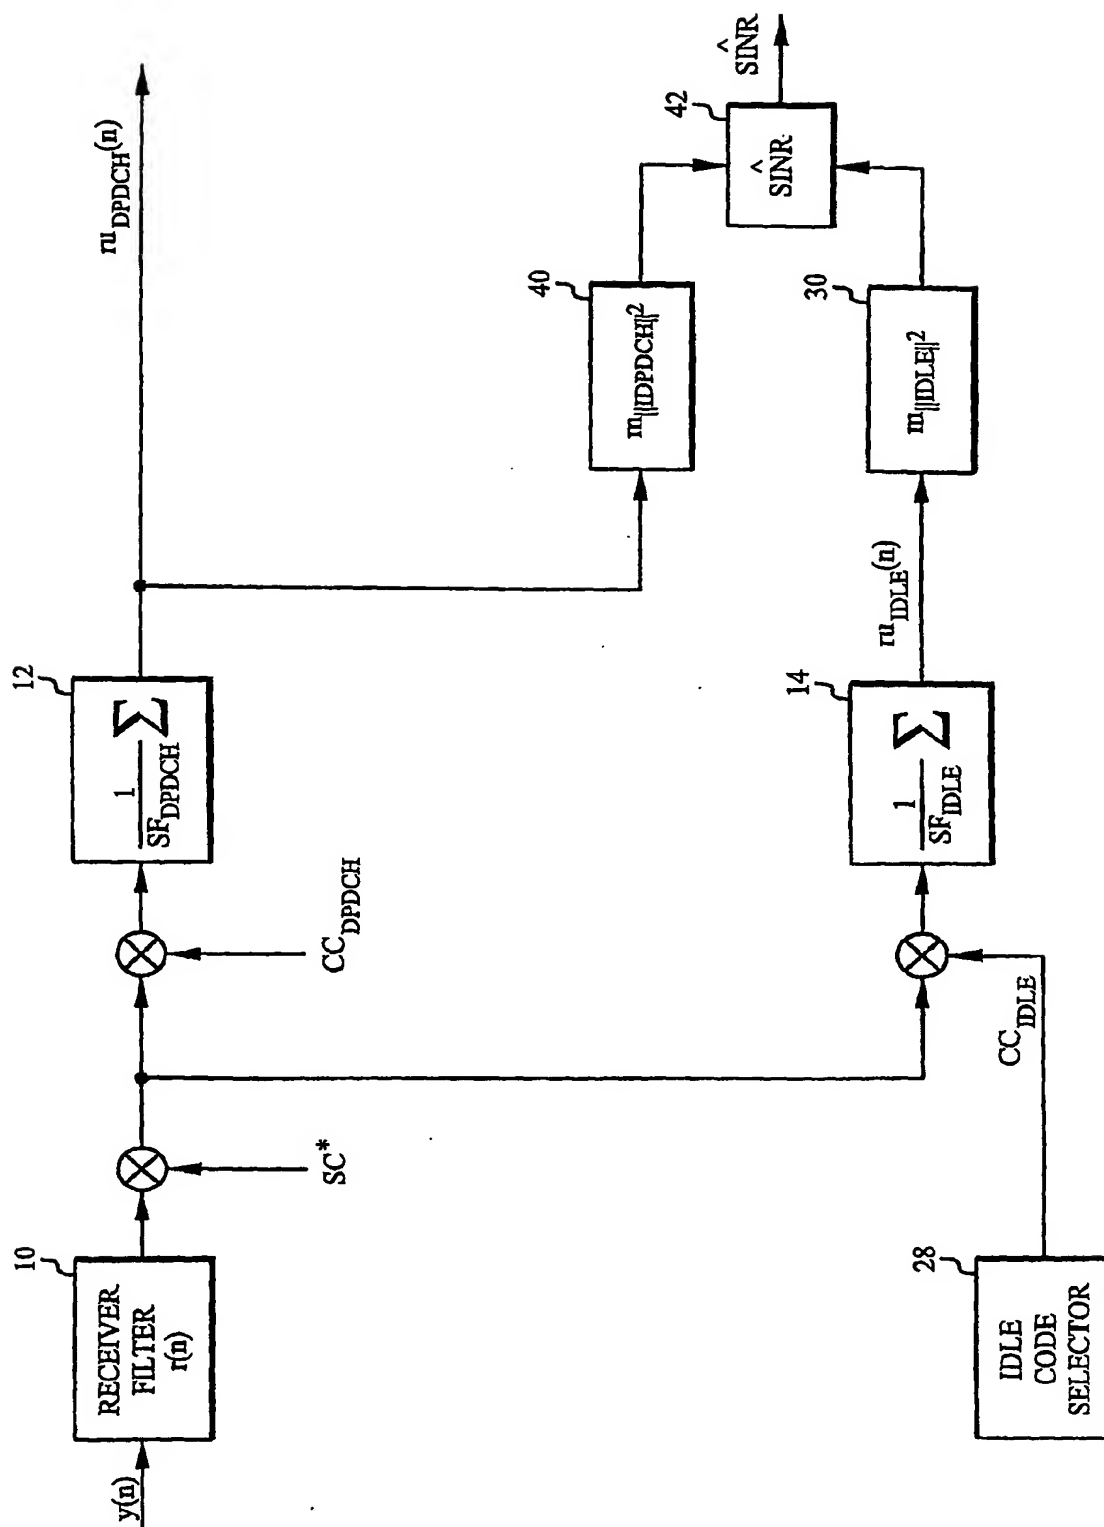 y(n)
10
RECEIVER
FILTER
r(n)
SC*
CC_DPDCH
12
1
SF_DPDCH
Σ
ru_DPDCH(n)
28
IDLE
CODE
SELECTOR
CC_IDLE
14
1
SF_IDLE
Σ
ru_IDLE(n)
40
m_||DPDCH||^2
30
m_||IDLE||^2
42
^
SINR
^
SINR